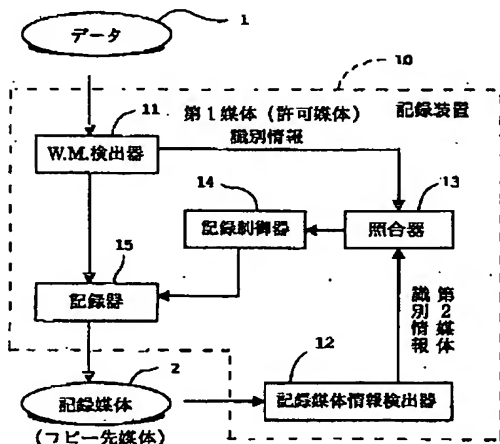 データ
1
10
11
第1媒体(許可媒体)
識別情報
記録装置
W.M.検出器
14
13
記録制御器
照合器
15
記録器
第2媒体
識別情報
2
12
記録媒体
記録媒体情報検出器
(コピー先媒体)